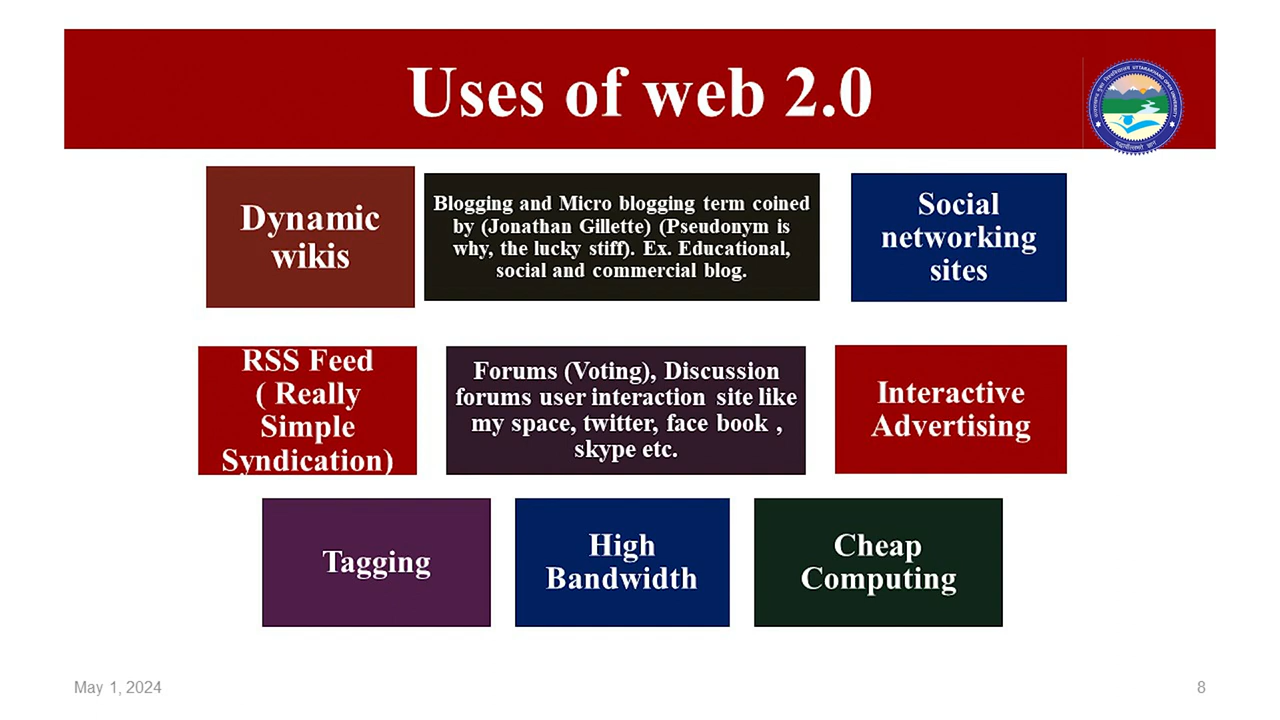 Uses of web 2.0
UTTARAKHAND OPEN UNIVERSITY
Dynamic
wikis
Blogging and Micro blogging term coined
by (Jonathan Gillette) (Pseudonym is
why, the lucky stiff). Ex. Educational,
social and commercial blog.
Social
networking
sites
RSS Feed
( Really
Simple
Syndication)
Forums (Voting), Discussion
forums user interaction site like
my space, twitter, face book ,
skype etc.
Interactive
Advertising
Tagging
High
Bandwidth
Cheap
Computing
May 1, 2024
8